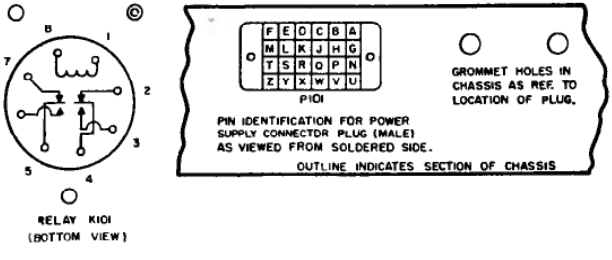 8
1
7
2
3
5
4
RELAY K101
(BOTTOM VIEW)
F E D C B A
M L K J H G
T S R Q P N
Z Y X W V U
P101
PIN IDENTIFICATION FOR POWER
SUPPLY CONNECTOR PLUG (MALE)
AS VIEWED FROM SOLDERED SIDE.
GROMMET HOLES IN
CHASSIS AS REF. TO
LOCATION OF PLUG.
OUTLINE INDICATES SECTION OF CHASSIS